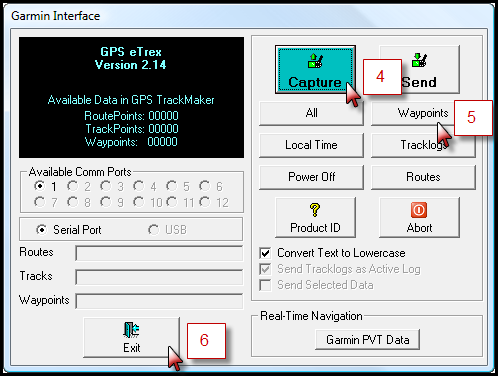 Garmin Interface
GPS eTrex
Version 2.14
Available Data in GPS TrackMaker
RoutePoints: 00000
TrackPoints: 00000
Waypoints: 00000
Available Comm Ports
1 2 3 4 5 6
7 8 9 10 11 12
Serial Port USB
Routes
Tracks
Waypoints
Exit
6
Capture
4
Send
All
Waypoints
5
Local Time
Tracklogs
Power Off
Routes
Product ID
Abort
Convert Text to Lowercase
Send Tracklogs as Active Log
Send Selected Data
Real-Time Navigation
Garmin PVT Data